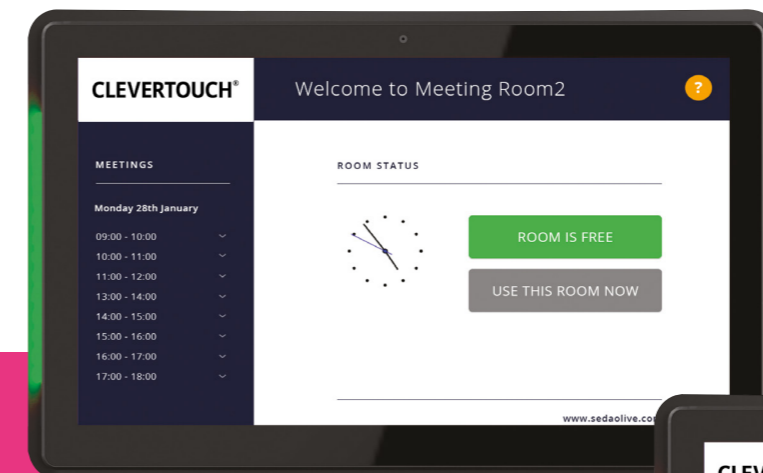 CLEVERTOUCH®
Welcome to Meeting Room2
?
MEETINGS
Monday 28th January
09:00 - 10:00
10:00 - 11:00
11:00 - 12:00
13:00 - 14:00
14:00 - 15:00
15:00 - 16:00
16:00 - 17:00
17:00 - 18:00
ROOM STATUS
ROOM IS FREE
USE THIS ROOM NOW